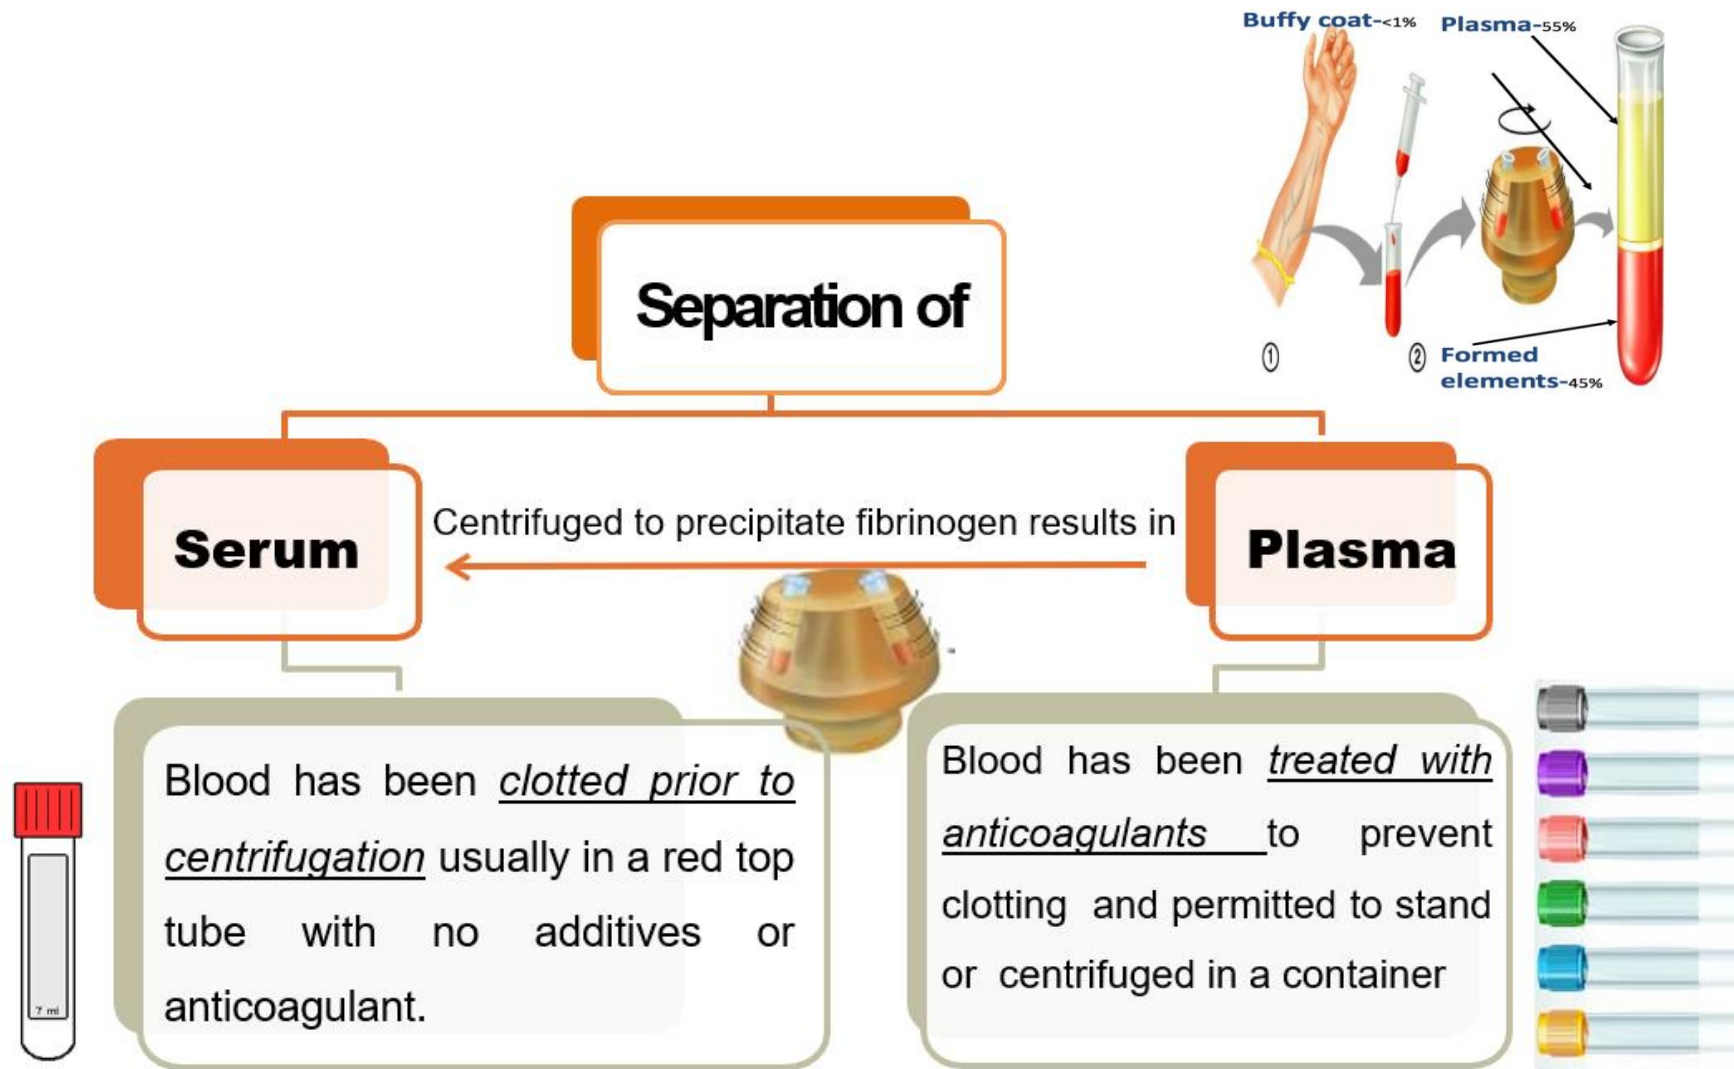 Buffy coat-<1% Plasma-55%
① ② Formed
elements-45%
Separation of
Serum
Centrifuged to precipitate fibrinogen results in
Plasma
Blood has been clotted prior to
centrifugation usually in a red top
tube with no additives or
anticoagulant.
7 ml
Blood has been treated with
anticoagulants to prevent
clotting and permitted to stand
or centrifuged in a container